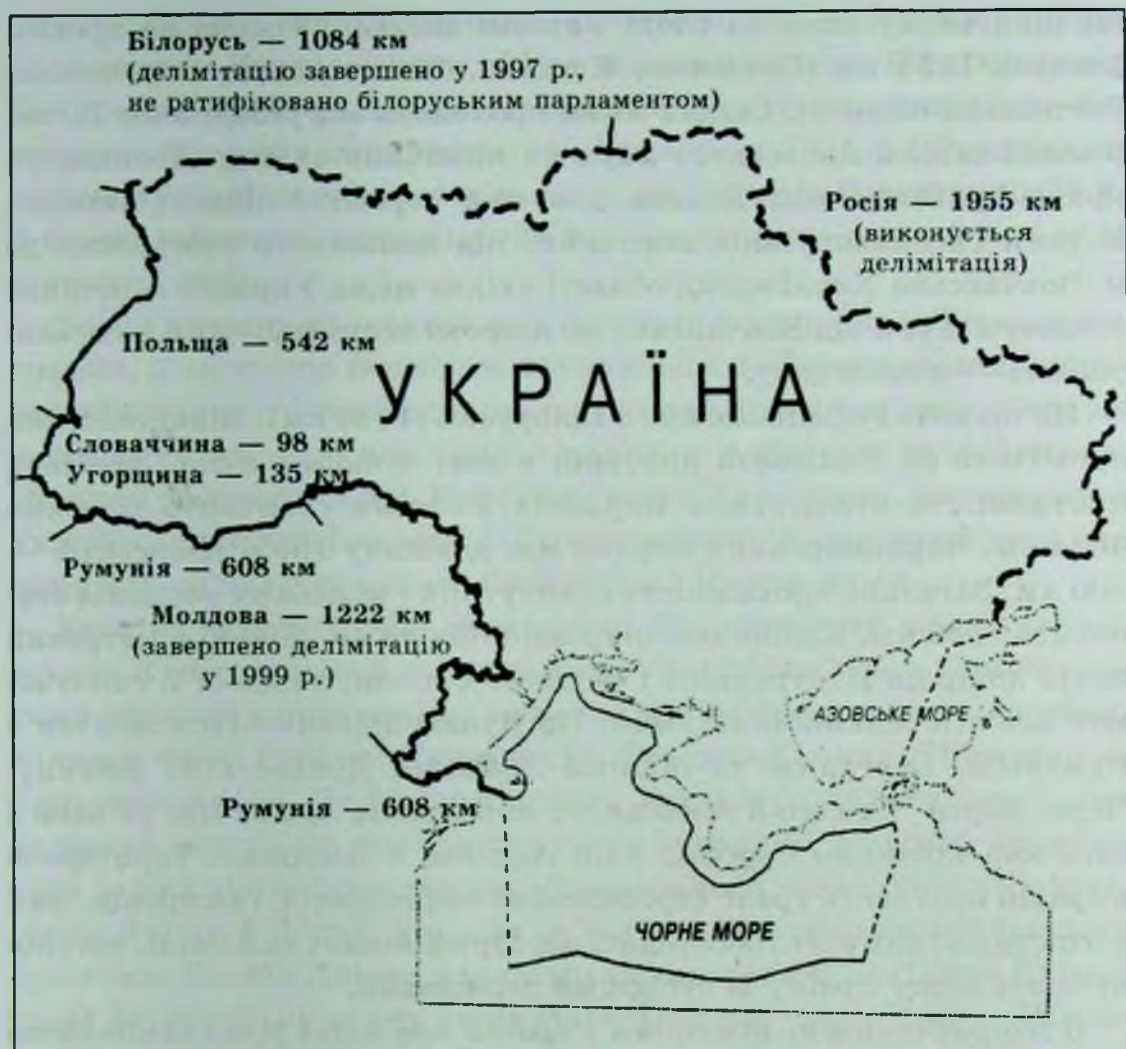 Білорусь — 1084 км
(делімітацію завершено у 1997 р.,
не ратифіковано білоруським парламентом)
Росія — 1955 км
(виконується
делімітація)
Польща — 542 км
УКРАЇНА
Словаччина — 98 км
Угорщина — 135 км
Румунія — 608 км
Молдова — 1222 км
(завершено делімітацію
у 1999 р.)
АЗОВСЬКЕ МОРЕ
Румунія — 608 км
ЧОРНЕ МОРЕ